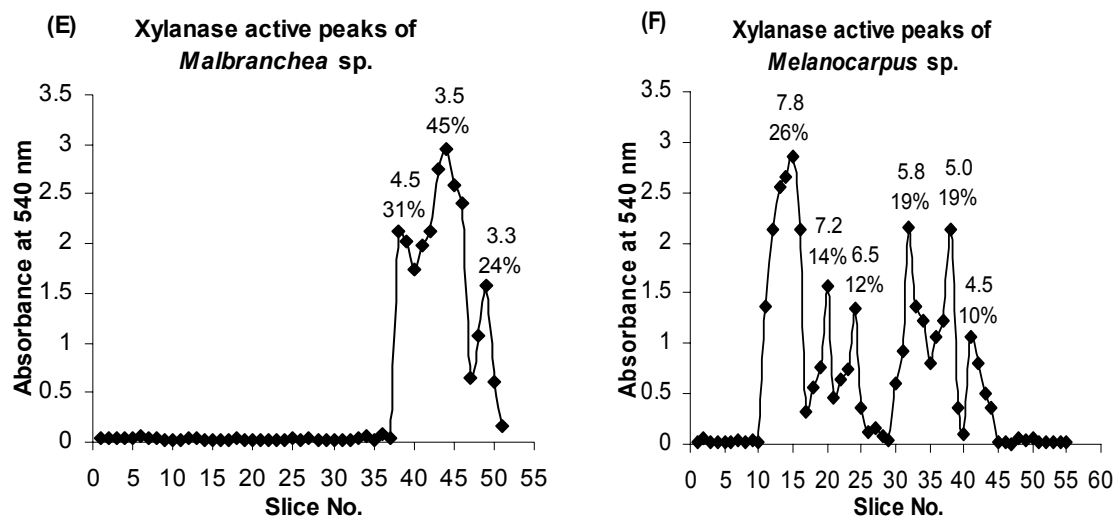 (E)
Xylanase active peaks of
Malbranchea sp.
Absorbance at 540 nm
3.5
3
2.5
2
1.5
1
0.5
0
4.5
31%
3.5
45%
3.3
24%
0 5 10 15 20 25 30 35 40 45 50 55
Slice No.
(F)
Xylanase active peaks of
Melanocarpus sp.
Absorbance at 540 nm
3.5
3
2.5
2
1.5
1
0.5
0
7.8
26%
7.2
14%
6.5
12%
5.8
19%
5.0
19%
4.5
10%
0 5 10 15 20 25 30 35 40 45 50 55 60
Slice No.